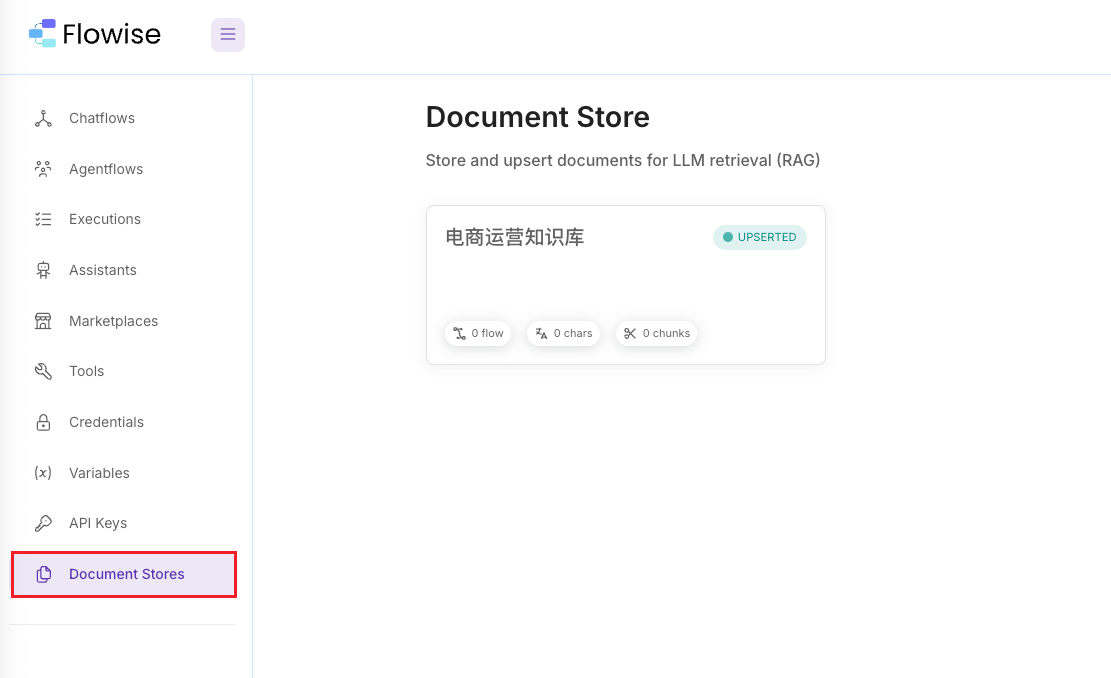 Flowise
Chatflows
Agentflows
Executions
Assistants
Marketplaces
Tools
Credentials
(x) Variables
API Keys
Document Stores
Document Store
Store and upsert documents for LLM retrieval (RAG)
电商运营知识库
UPSERTED
0 flow
0 chars
0 chunks